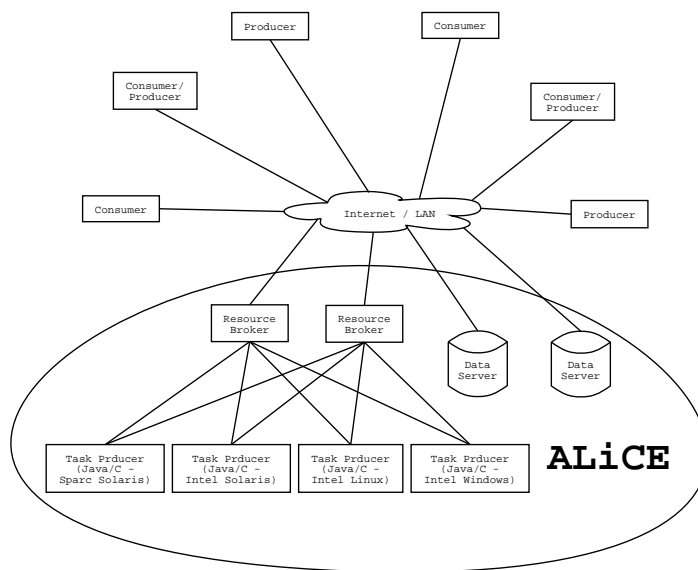 Producer
Consumer
Consumer/
Producer
Consumer/
Producer
Consumer
Internet / LAN
Producer
Resource
Broker
Resource
Broker
Data
Server
Data
Server
Task Prducer
(Java/C -
Sparc Solaris)
Task Prducer
(Java/C -
Intel Solaris)
Task Prducer
(Java/C -
Intel Linux)
Task Prducer
(Java/C -
Intel Windows)
ALiCE